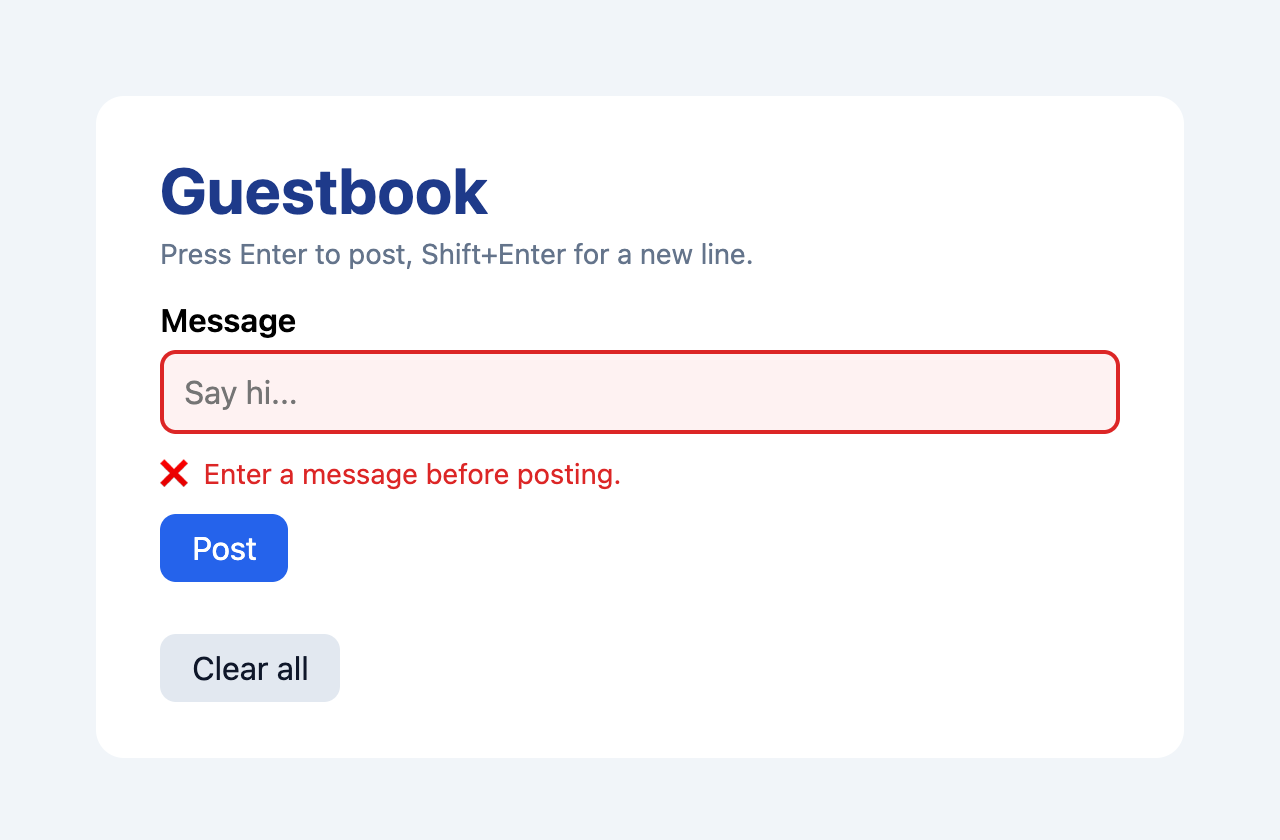 Guestbook
Press Enter to post, Shift+Enter for a new line.
Message
Say hi...
❌ Enter a message before posting.
Post
Clear all